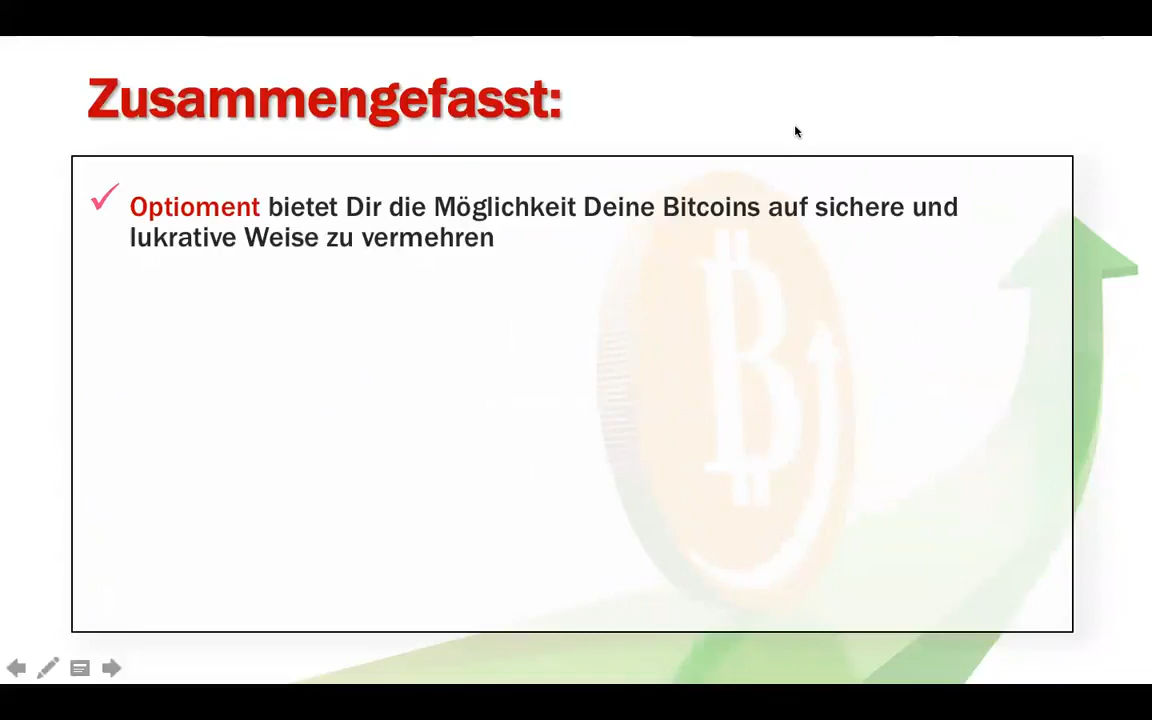 Zusammengefasst:
Optioment bietet Dir die Möglichkeit Deine Bitcoins auf sichere und
lukrative Weise zu vermehren